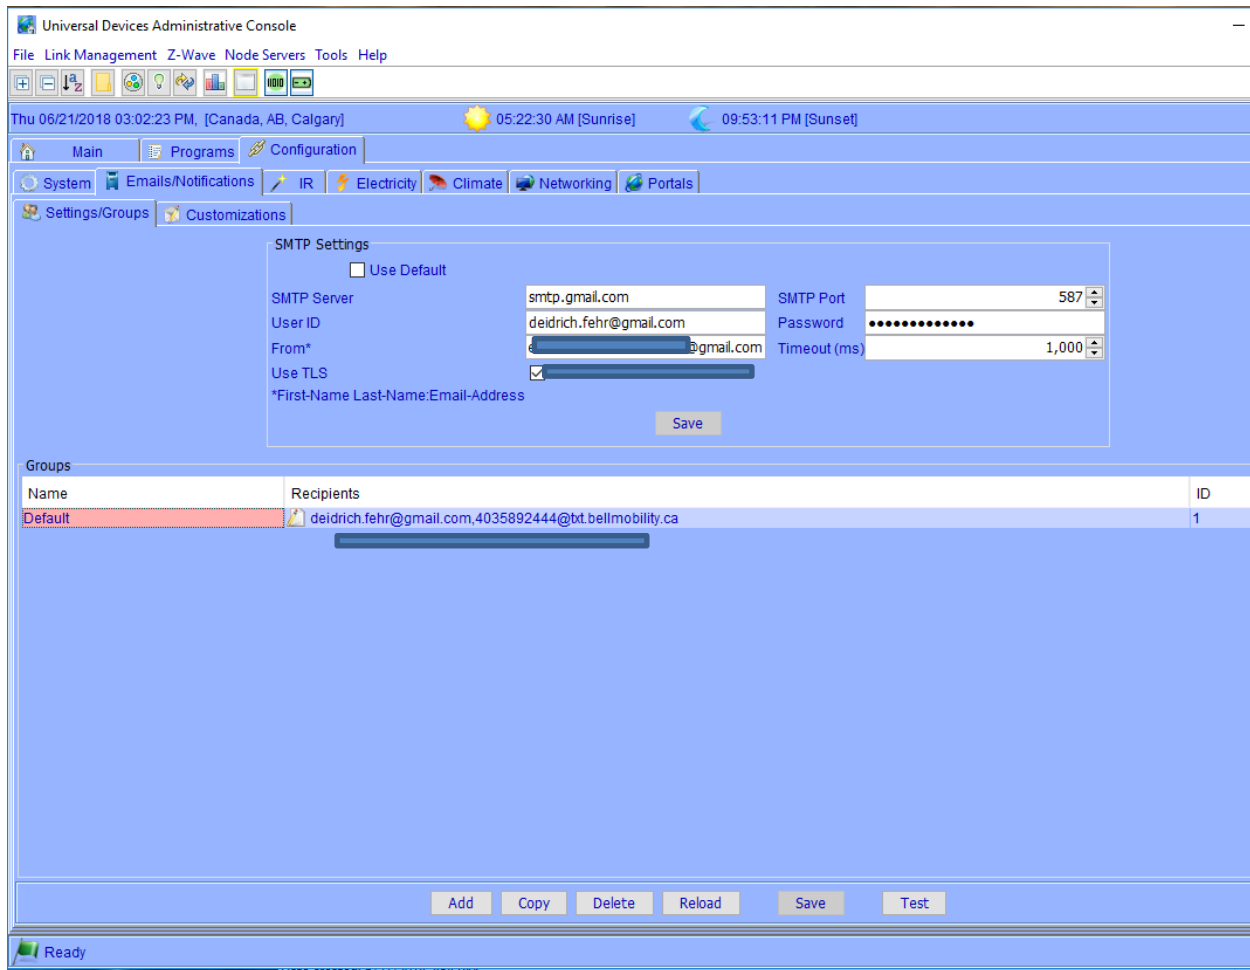 Universal Devices Administrative Console
File Link Management Z-Wave Node Servers Tools Help
Thu 06/21/2018 03:02:23 PM, [Canada, AB, Calgary] 05:22:30 AM [Sunrise] 09:53:11 PM [Sunset]
Main Programs Configuration
System Emails/Notifications IR Electricity Climate Networking Portals
Settings/Groups Customizations
SMTP Settings
Use Default
SMTP Server smtp.gmail.com SMTP Port 587
User ID deidrich.fehr@gmail.com Password •••••••••••••
From* @gmail.com Timeout (ms) 1,000
Use TLS
*First-Name Last-Name:Email-Address
Save
Groups
Name Recipients ID
Default deidrich.fehr@gmail.com,4035892444@txt.bellmobility.ca 1
Add Copy Delete Reload Save Test
Ready